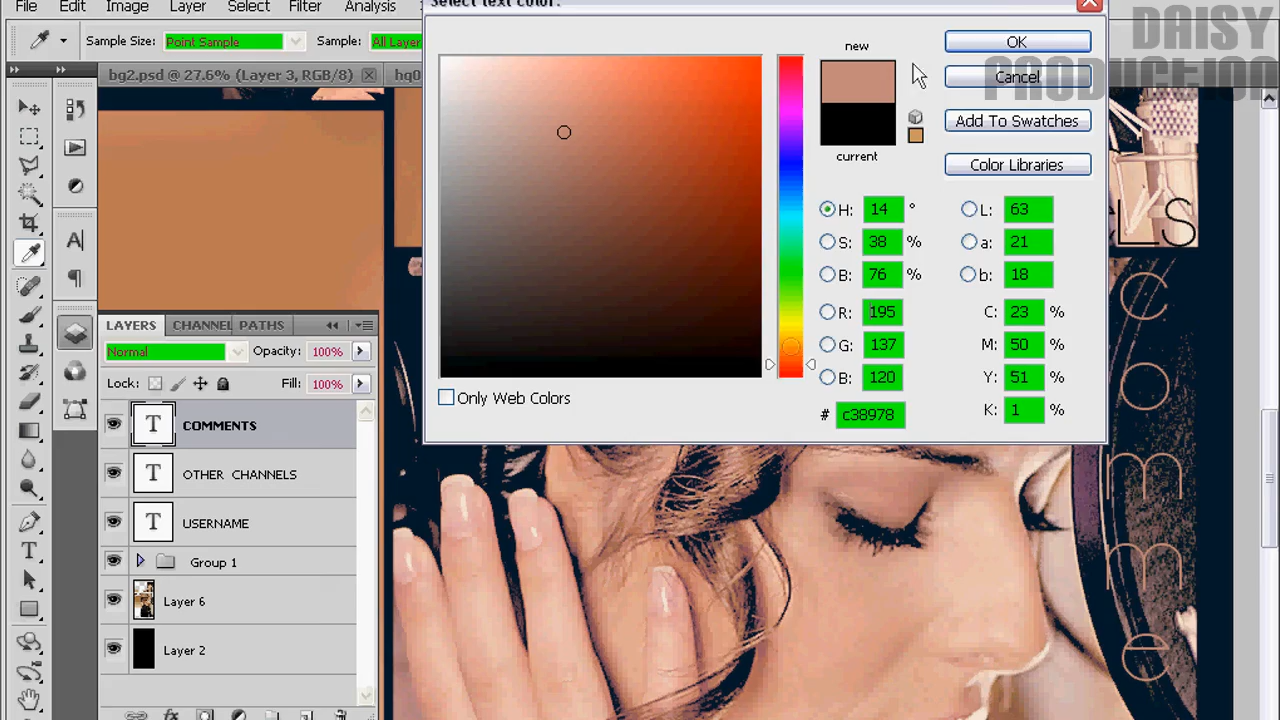 File Edit Image Layer Select Filter Analysis
Select text color:
DAISY
PRODUCTION
Sample Size: Point Sample Sample: All Layer
bg2.psd @ 27.6% (Layer 3, RGB/8)
new
current
OK
Cancel
Add To Swatches
Color Libraries
H: 14 °
S: 38 %
B: 76 %
R: 195
G: 137
B: 120
L: 63
a: 21
b: 18
C: 23 %
M: 50 %
Y: 51 %
K: 1 %
# c38978
Only Web Colors
LAYERS CHANNEL PATHS
Normal Opacity: 100%
Lock: Fill: 100%
T COMMENTS
T OTHER CHANNELS
T USERNAME
Group 1
Layer 6
Layer 2
LS
C
o
m
m
e